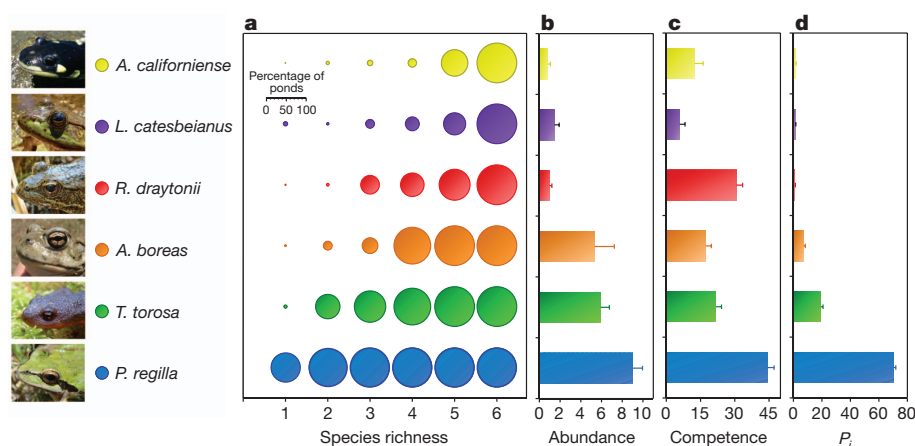 a
b
c
d
A. californiense
L. catesbeianus
R. draytonii
A. boreas
T. torosa
P. regilla
Percentage of
ponds
0 50 100
1 2 3 4 5 6
Species richness
0 2 4 6 8 10
Abundance
0 15 30 45
Competence
0 20 40 60 80
Pi